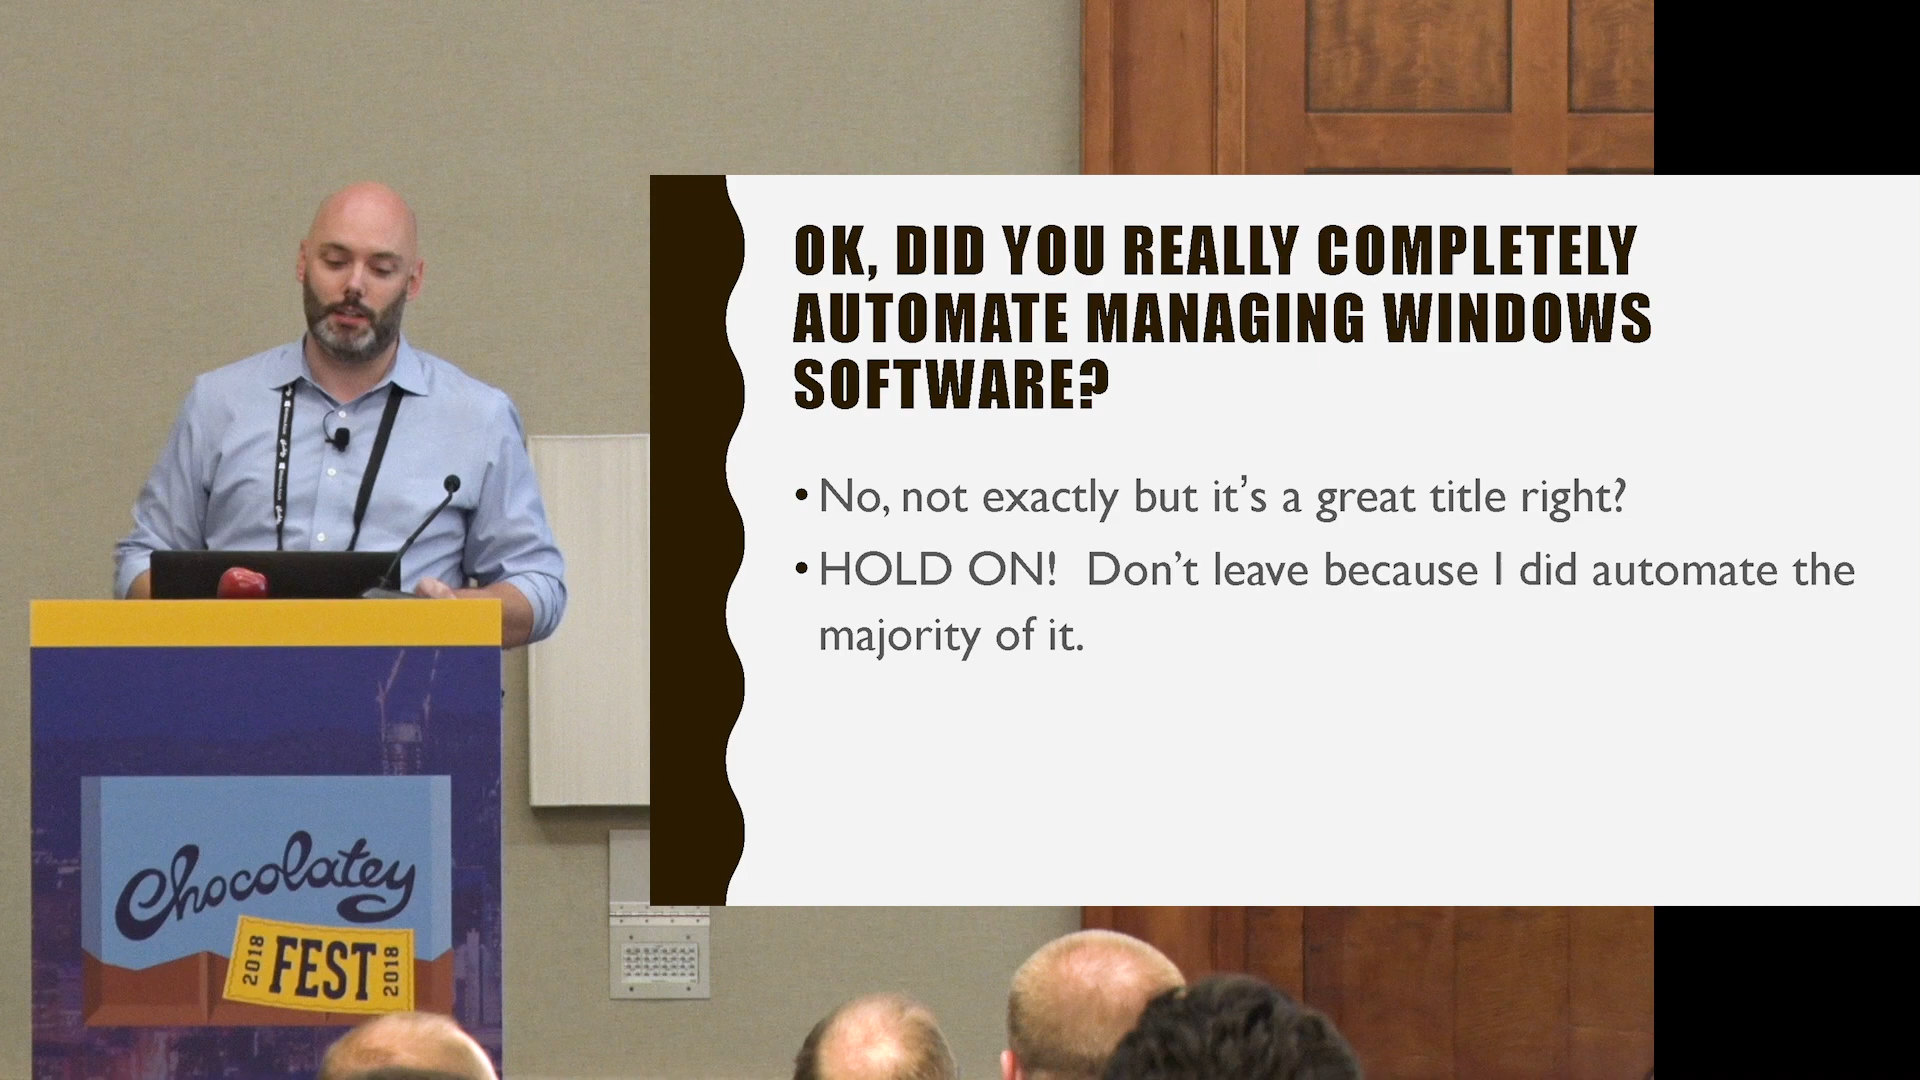 OK, DID YOU REALLY COMPLETELY
AUTOMATE MANAGING WINDOWS
SOFTWARE?
•No, not exactly but it’s a great title right?
•HOLD ON! Don’t leave because I did automate the
majority of it.
Chocolatey
2018 FEST 2018